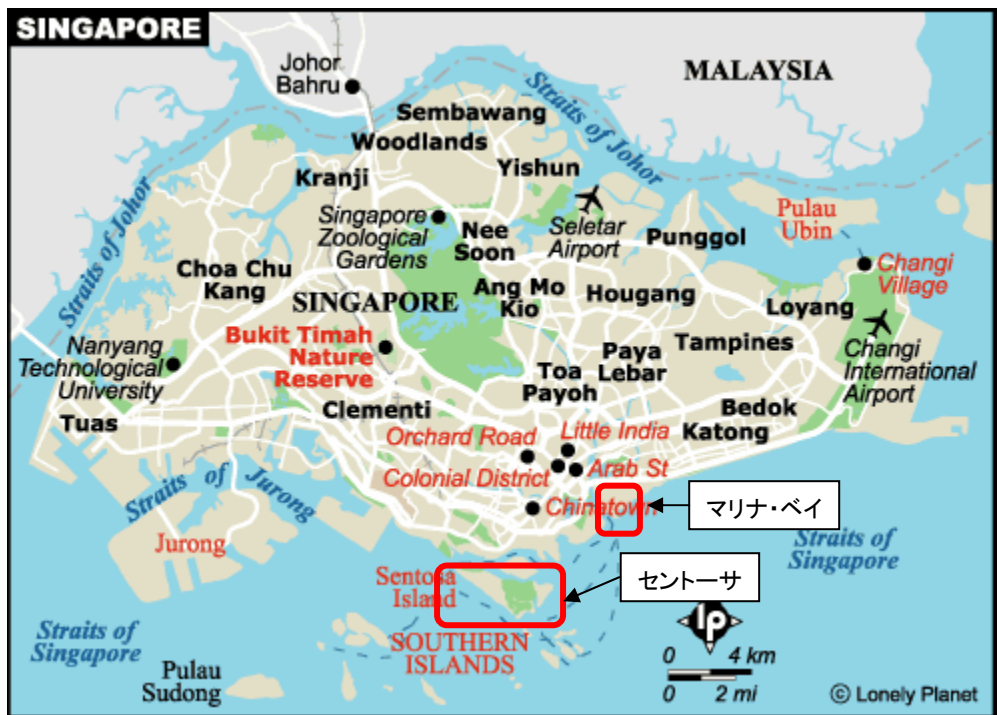 SINGAPORE
Johor
Bahru
MALAYSIA
Straits of Johor
Sembawang
Woodlands
Yishun
Kranji
Straits of Johor
Singapore
Zoological
Gardens
Nee
Soon
Seletar
Airport
Punggol
Pulau
Ubin
Changi
Village
Choa Chu
Kang
SINGAPORE
Ang Mo
Kio
Hougang
Loyang
Bukit Timah
Nature
Reserve
Nanyang
Technological
University
Paya
Lebar
Tampines
Changi
International
Airport
Toa
Payoh
Tuas
Clementi
Bedok
Katong
Orchard Road
Little India
Colonial District
Arab St
Straits of Jurong
Chinatown
マリナ・ベイ
Jurong
Straits of
Singapore
Sentosa
Island
セントーサ
Straits of
Singapore
SOUTHERN
ISLANDS
Pulau
Sudong
lp
0 4 km
0 2 mi
© Lonely Planet